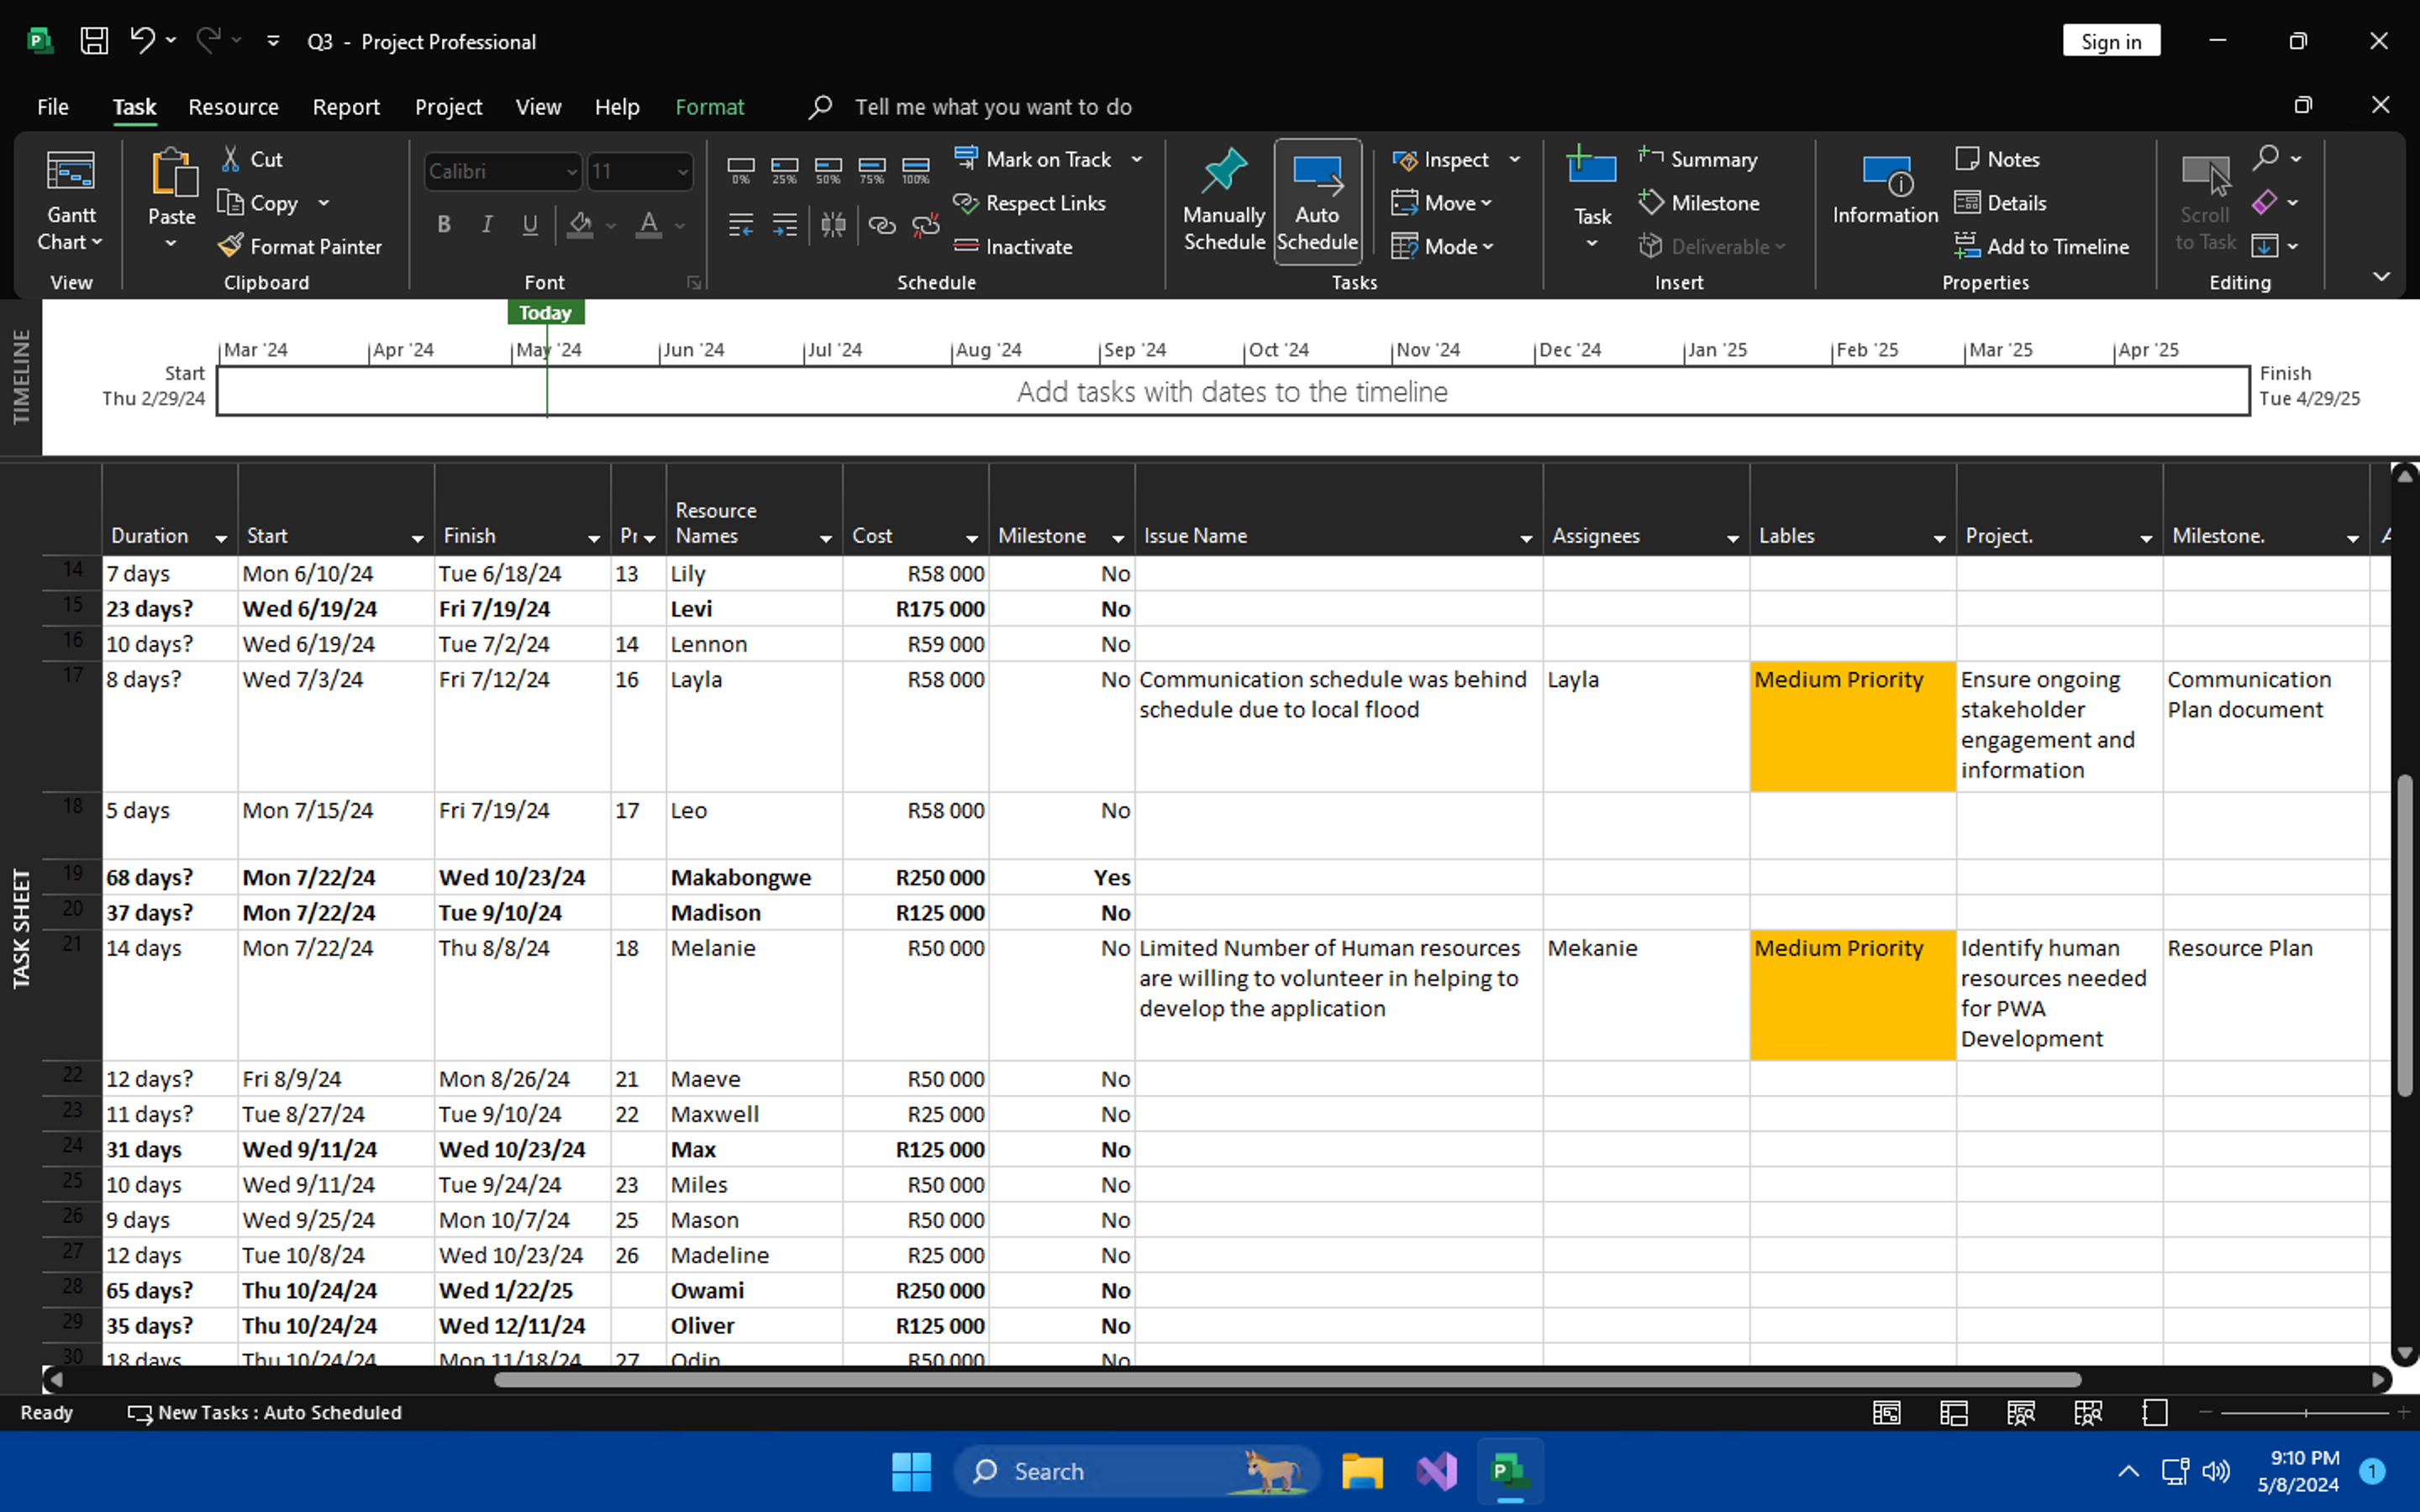 Q3 - Project Professional
Sign in
File Task Resource Report Project View Help Format Tell me what you want to do
Gantt Chart
View
Paste
Cut
Copy
Format Painter
Clipboard
Calibri 11
B I U A
Font
0% 25% 50% 75% 100%
Mark on Track
Respect Links
Inactivate
Schedule
Manually Schedule
Auto Schedule
Inspect
Move
Mode
Tasks
Task
Summary
Milestone
Deliverable
Insert
Information
Notes
Details
Add to Timeline
Properties
Scroll to Task
Editing
TIMELINE
Today
Mar '24 Apr '24 May '24 Jun '24 Jul '24 Aug '24 Sep '24 Oct '24 Nov '24 Dec '24 Jan '25 Feb '25 Mar '25 Apr '25
Start
Thu 2/29/24
Add tasks with dates to the timeline
Finish
Tue 4/29/25
TASK SHEET
Duration Start Finish Pr Resource Names Cost Milestone Issue Name Assignees Lables Project. Milestone.
14 7 days Mon 6/10/24 Tue 6/18/24 13 Lily R58 000 No
15 23 days? Wed 6/19/24 Fri 7/19/24 Levi R175 000 No
16 10 days? Wed 6/19/24 Tue 7/2/24 14 Lennon R59 000 No
17 8 days? Wed 7/3/24 Fri 7/12/24 16 Layla R58 000 No Communication schedule was behind schedule due to local flood Layla Medium Priority Ensure ongoing stakeholder engagement and information Communication Plan document
18 5 days Mon 7/15/24 Fri 7/19/24 17 Leo R58 000 No
19 68 days? Mon 7/22/24 Wed 10/23/24 Makabongwe R250 000 Yes
20 37 days? Mon 7/22/24 Tue 9/10/24 Madison R125 000 No
21 14 days Mon 7/22/24 Thu 8/8/24 18 Melanie R50 000 No Limited Number of Human resources are willing to volunteer in helping to develop the application Mekanie Medium Priority Identify human resources needed for PWA Development Resource Plan
22 12 days? Fri 8/9/24 Mon 8/26/24 21 Maeve R50 000 No
23 11 days? Tue 8/27/24 Tue 9/10/24 22 Maxwell R25 000 No
24 31 days Wed 9/11/24 Wed 10/23/24 Max R125 000 No
25 10 days Wed 9/11/24 Tue 9/24/24 23 Miles R50 000 No
26 9 days Wed 9/25/24 Mon 10/7/24 25 Mason R50 000 No
27 12 days Tue 10/8/24 Wed 10/23/24 26 Madeline R25 000 No
28 65 days? Thu 10/24/24 Wed 1/22/25 Owami R250 000 No
29 35 days? Thu 10/24/24 Wed 12/11/24 Oliver R125 000 No
30 18 days Thu 10/24/24 Mon 11/18/24 27 Odin R50 000 No
Ready New Tasks : Auto Scheduled
Search
9:10 PM
5/8/2024
1